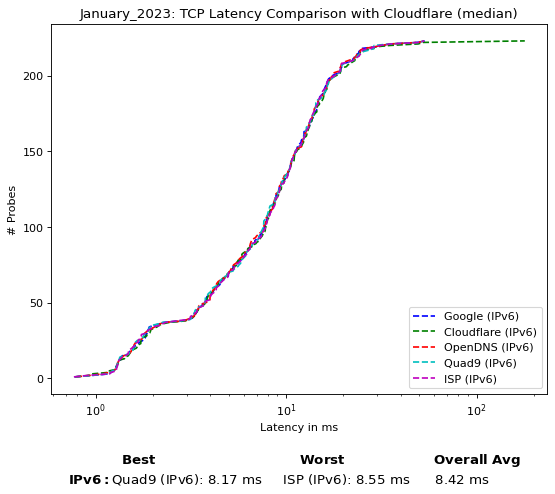 January_2023: TCP Latency Comparison with Cloudflare (median)
200
150
100
50
0
# Probes
Google (IPv6)
Cloudflare (IPv6)
OpenDNS (IPv6)
Quad9 (IPv6)
ISP (IPv6)
10⁰ 10¹ 10²
Latency in ms
Best Worst Overall Avg
IPv6: Quad9 (IPv6): 8.17 ms ISP (IPv6): 8.55 ms 8.42 ms